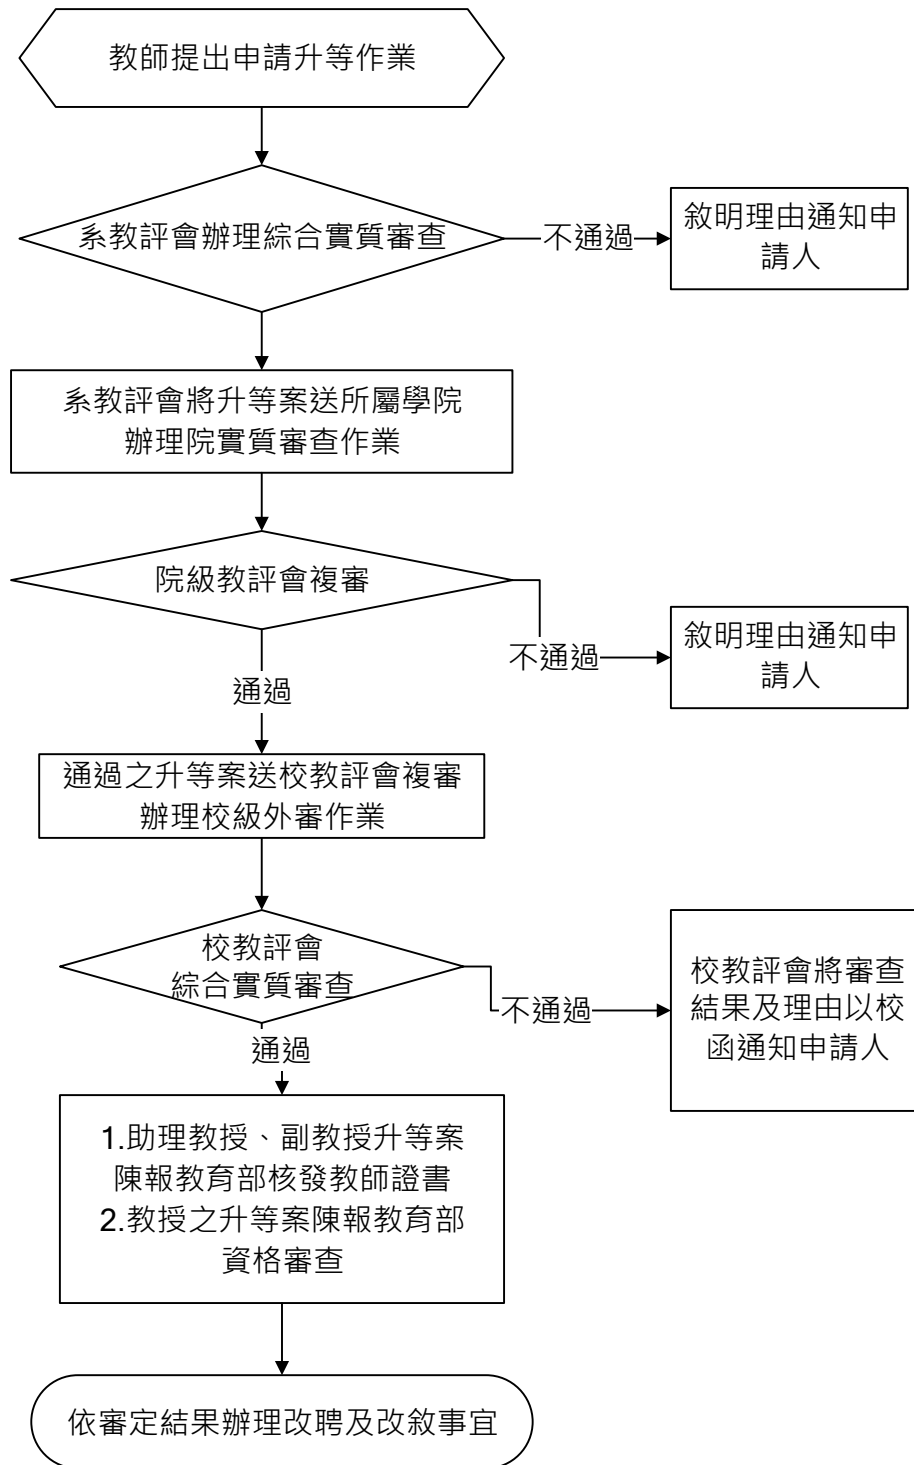 教師提出申請升等作業
系教評會辦理綜合實質審查
不通過
敘明理由通知申
請人
系教評會將升等案送所屬學院
辦理院實質審查作業
院級教評會複審
不通過
敘明理由通知申
請人
通過
通過之升等案送校教評會複審
辦理校級外審作業
校教評會
綜合實質審查
不通過
校教評會將審查
結果及理由以校
函通知申請人
通過
1.助理教授、副教授升等案
陳報教育部核發教師證書
2.教授之升等案陳報教育部
資格審查
依審定結果辦理改聘及改敘事宜